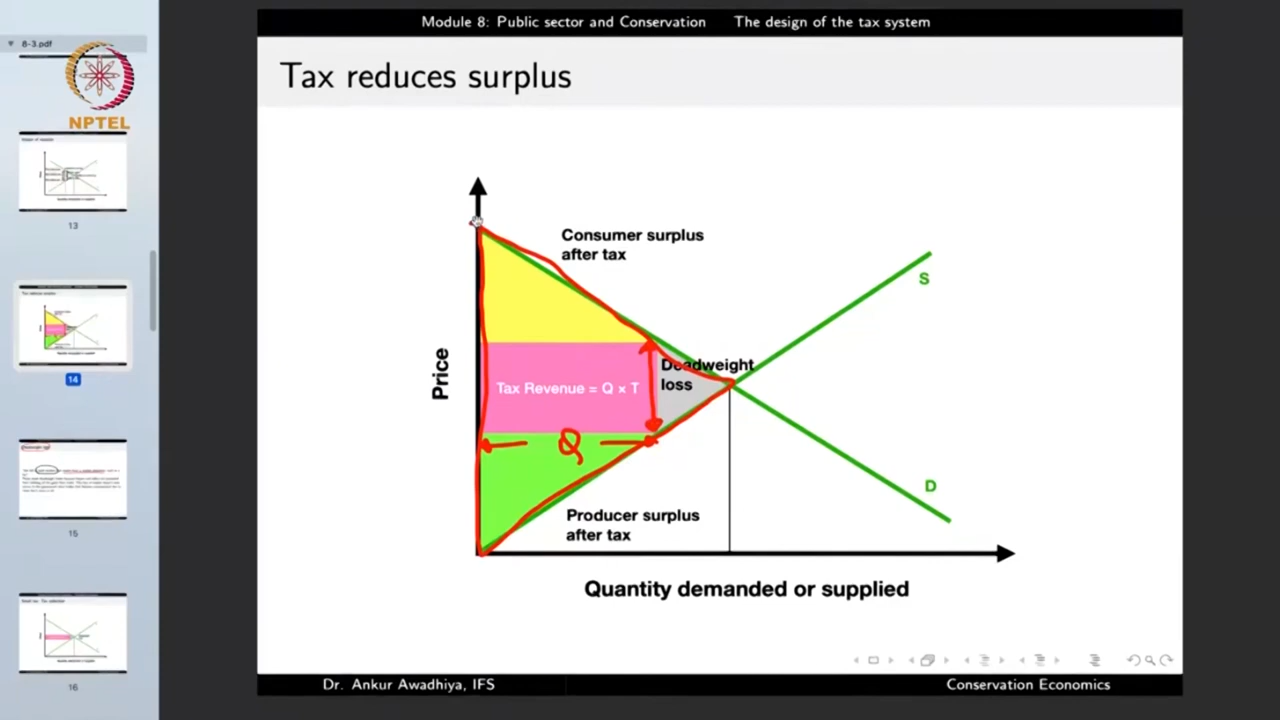 Module 8: Public sector and Conservation The design of the tax system
8-3.pdf
NPTEL
Tax reduces surplus
Consumer surplus
after tax
S
Deadweight
loss
Price
Tax Revenue = Q × T
Q
D
Producer surplus
after tax
Quantity demanded or supplied
13
14
15
16
Dr. Ankur Awadhiya, IFS
Conservation Economics